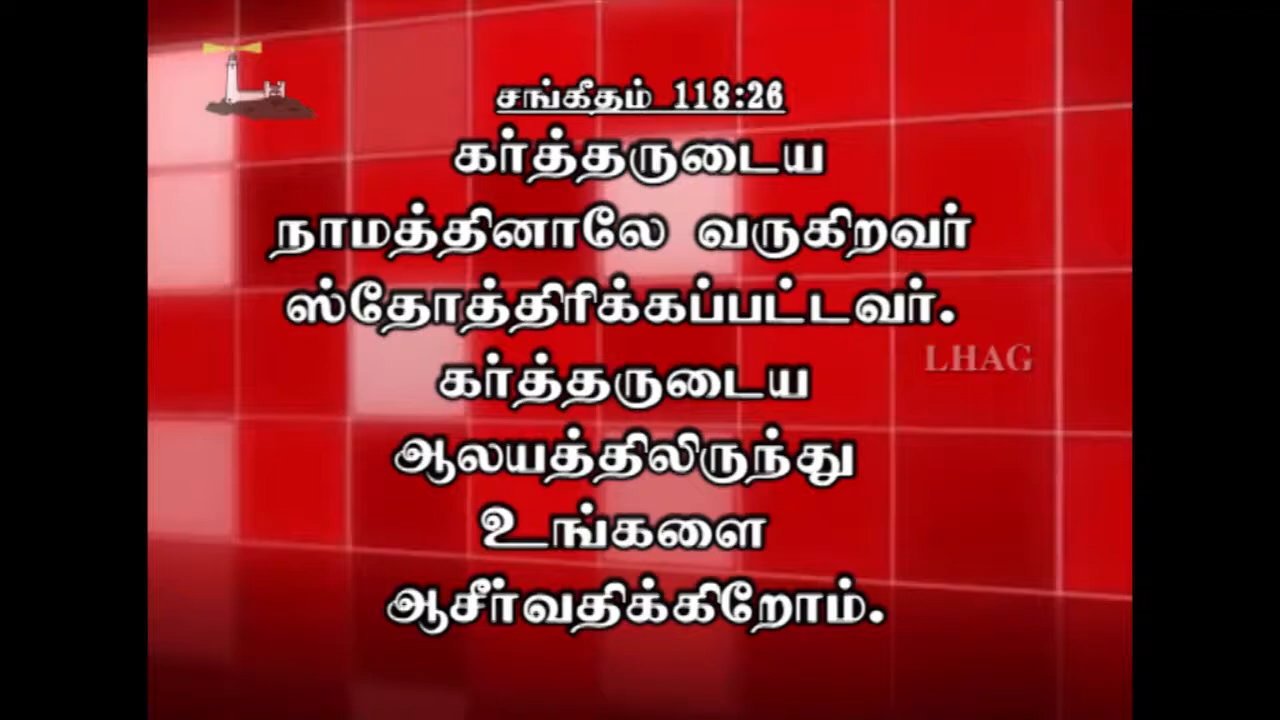 சங்கீதம் 118:26
கர்த்தருடைய
நாமத்தினாலே வருகிறவர்
ஸ்தோத்திரிக்கப்பட்டவர்.
LHAG
கர்த்தருடைய
ஆலயத்திலிருந்து
உங்களை
ஆசீர்வதிக்கிறோம்.